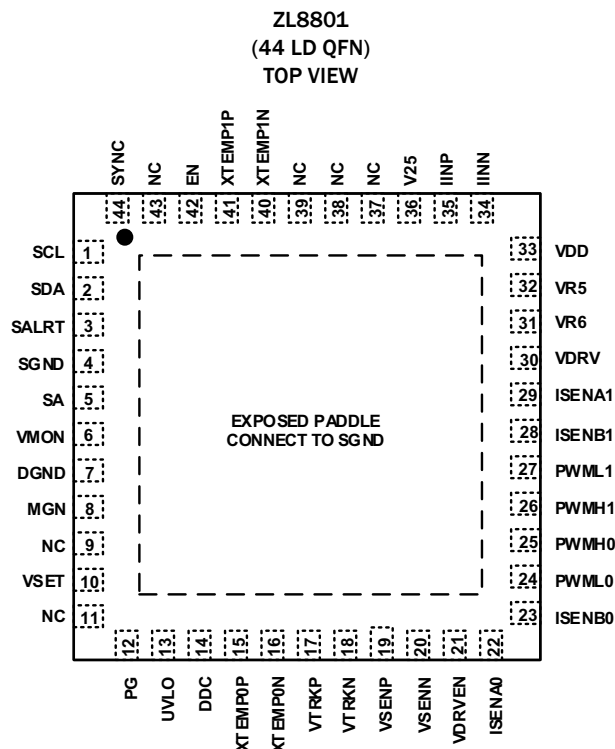 ZL8801
(44 LD QFN)
TOP VIEW
SYNC
NC
EN
XTEMP1P
XTEMP1N
NC
NC
NC
V25
IINP
IINN
44
43
42
41
40
39
38
37
36
35
34
SCL 1
SDA 2
SALRT 3
SGND 4
SA 5
VMON 6
DGND 7
MGN 8
NC 9
VSET 10
NC 11
EXPOSED PADDLE
CONNECT TO SGND
33 VDD
32 VR5
31 VR6
30 VDRV
29 ISENA1
28 ISENB1
27 PWML1
26 PWMH1
25 PWMH0
24 PWML0
23 ISENB0
12
13
14
15
16
17
18
19
20
21
22
PG
UVLO
DDC
XTEMP0P
XTEMP0N
VTRKP
VTRKN
VSENP
VSENN
VDRVEN
ISENA0